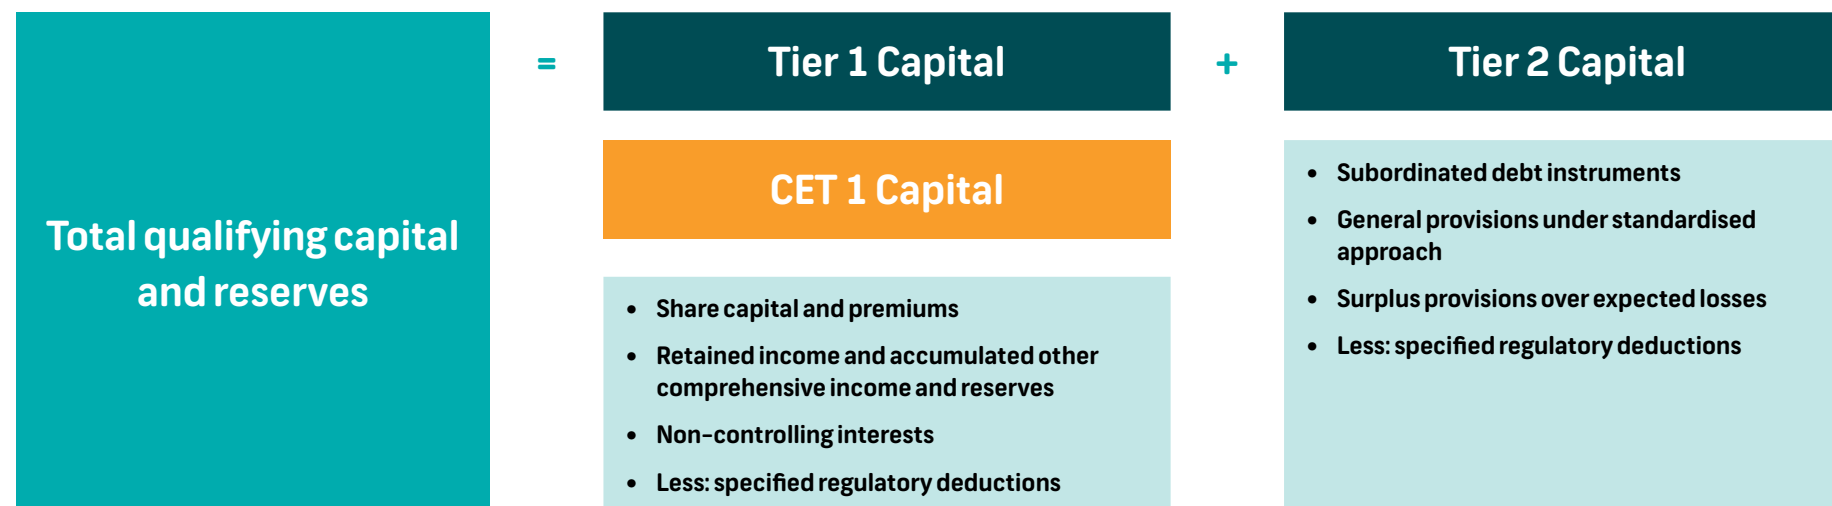 Total qualifying capital
and reserves
=
Tier 1 Capital
CET 1 Capital
• Share capital and premiums
• Retained income and accumulated other
comprehensive income and reserves
• Non-controlling interests
• Less: specified regulatory deductions
+
Tier 2 Capital
• Subordinated debt instruments
• General provisions under standardised
approach
• Surplus provisions over expected losses
• Less: specified regulatory deductions